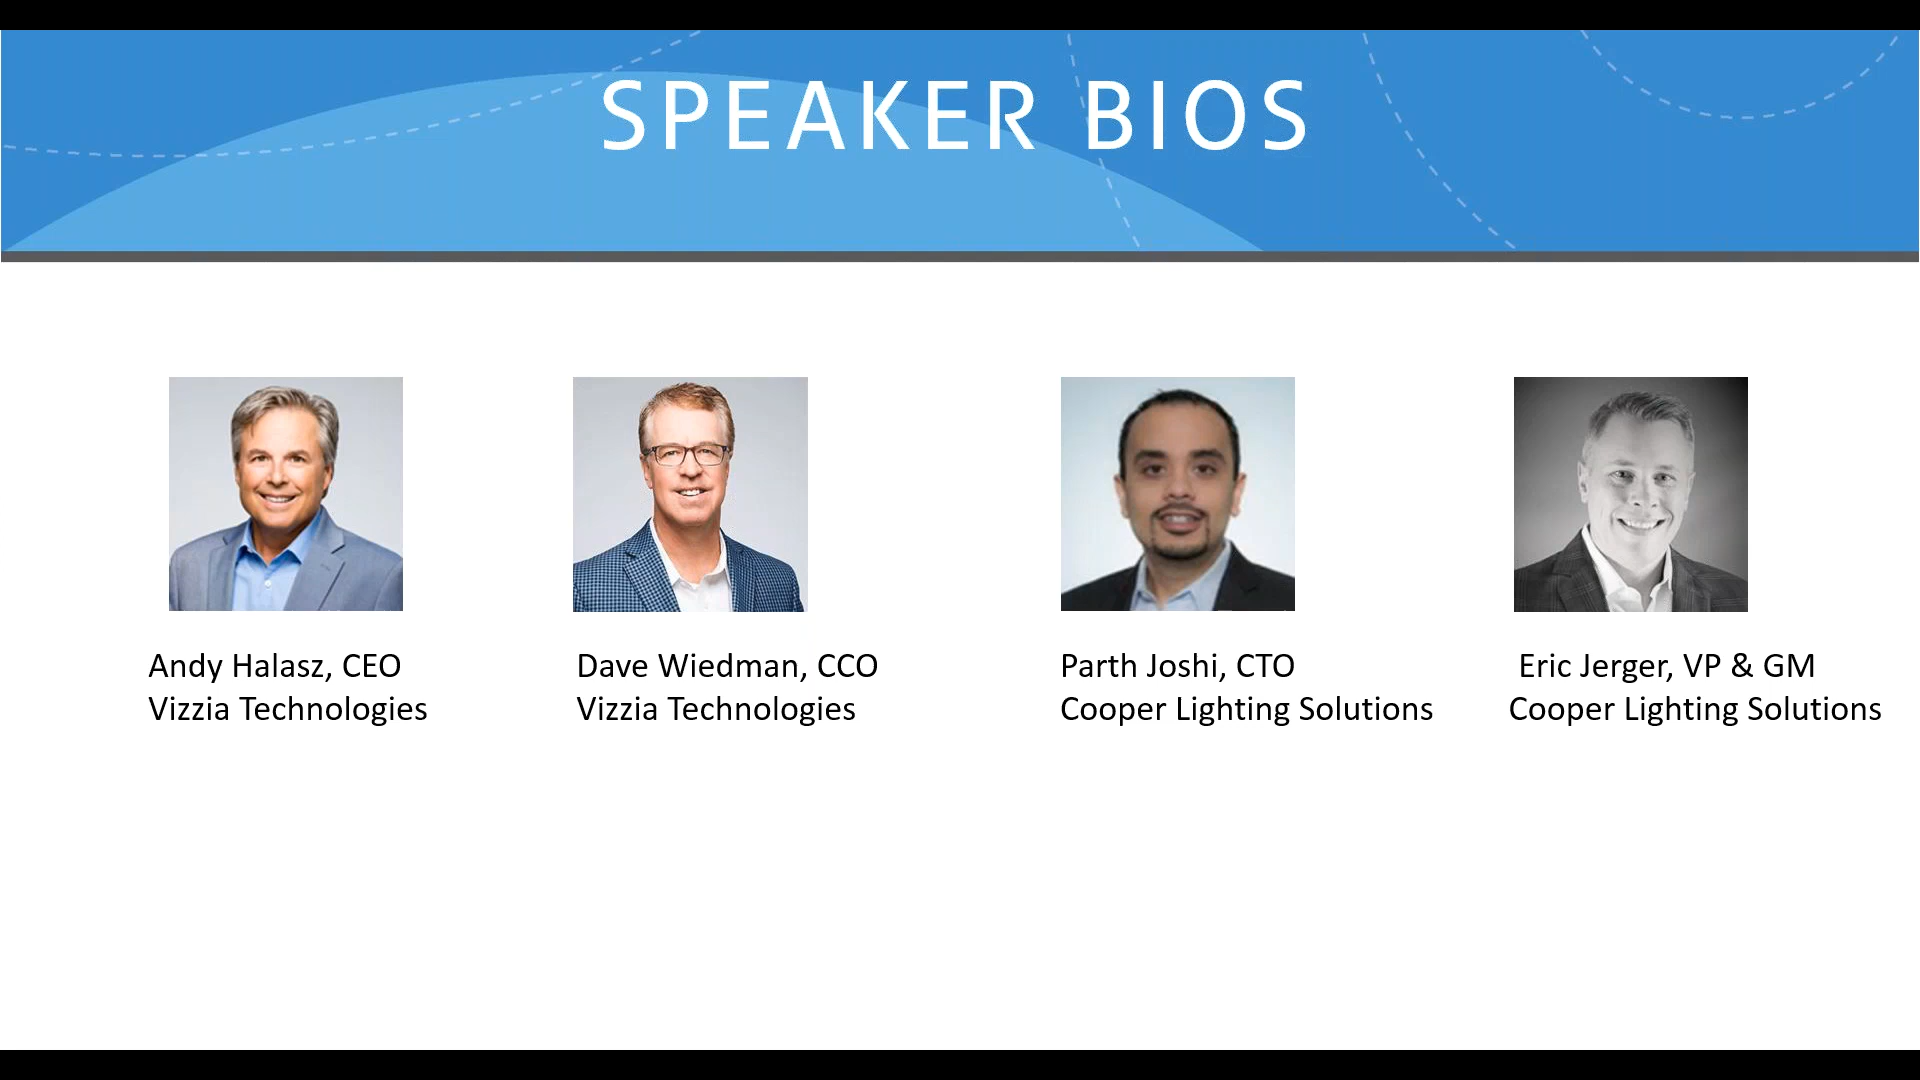 SPEAKER BIOS
Andy Halasz, CEO
Vizzia Technologies
Dave Wiedman, CCO
Vizzia Technologies
Parth Joshi, CTO
Cooper Lighting Solutions
Eric Jerger, VP & GM
Cooper Lighting Solutions